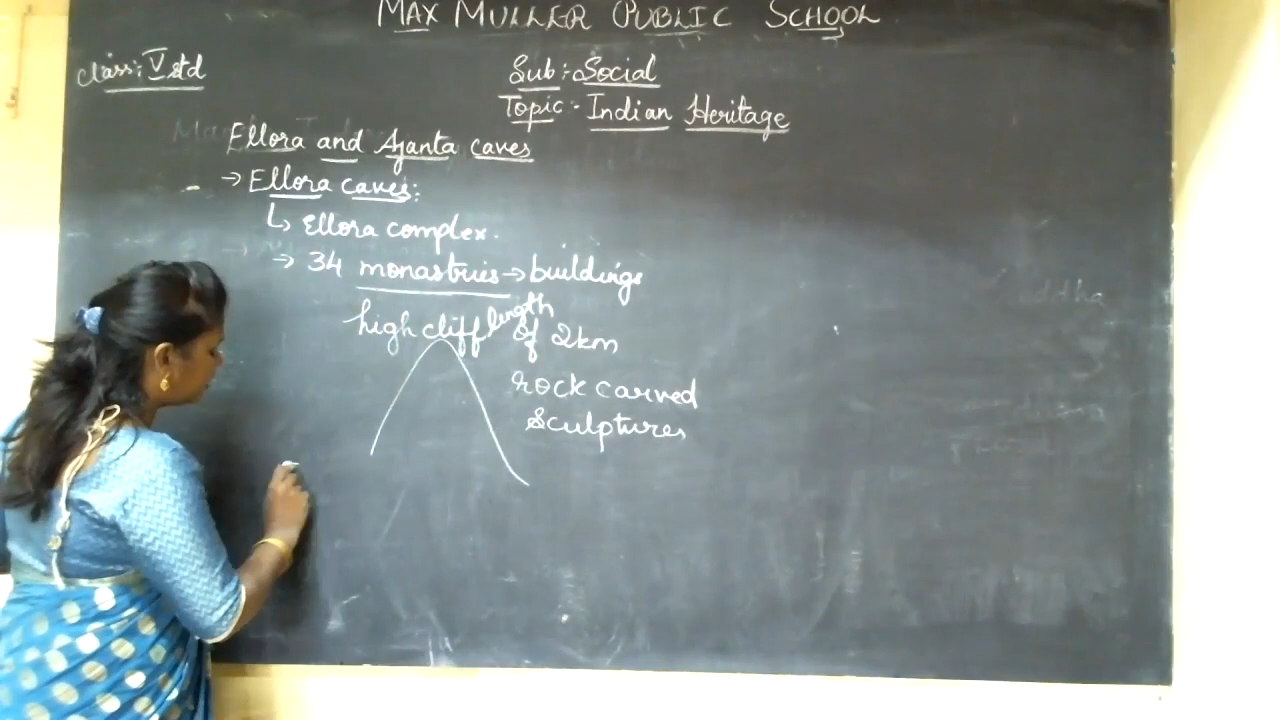 MAX MULLER PUBLIC SCHOOL
Class: V std
Sub:- Social
Topic:- Indian Heritage
Ellora and Ajanta caves
→ Ellora caves:
↳ Ellora complex.
→ 34 monastries → buildings
high cliff length of 2km
rock carved
Sculptures